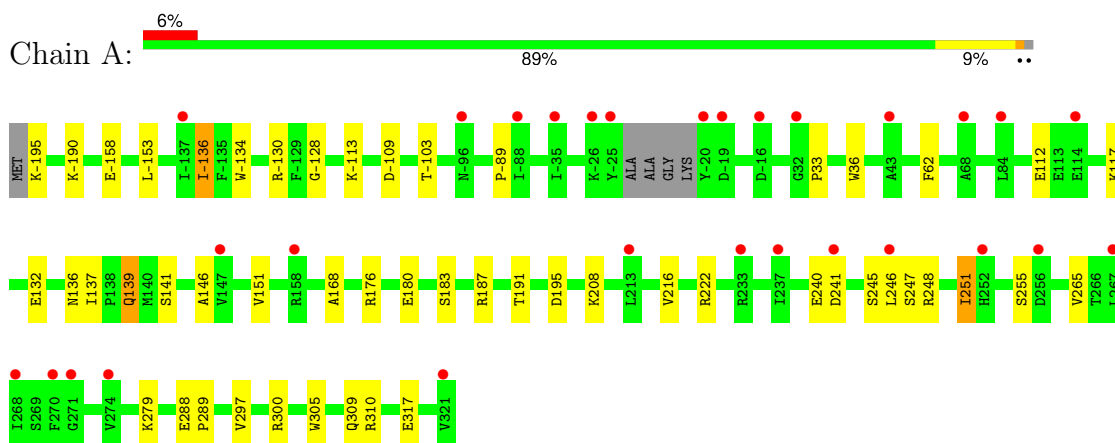 6%
Chain A:
89% 9% ••
MET K-195 K-190 E-158 L-153 I-137 I-136 F-135 W-134 R-130 F-129 G-128 K-113 D-109 T-103 N-96 P-89 I-88 I-35 K-26 Y-25 ALA ALA GLY LYS Y-20 D-19 D-16 G32 P33 W36 A43 F62 A68 L84 E112 E113 E114 K117
E132 N136 I137 P138 Q139 M140 S141 A146 V147 V151 R158 A168 R176 E180 S183 R187 T191 D195 K208 L213 V216 R222 R233 I237 E240 D241 S245 L246 S247 R248 I251 H252 S255 D256 V265 T266
I268 S269 F270 G271 V274 K279 E288 P289 V297 R300 W305 Q309 R310 E317 V321